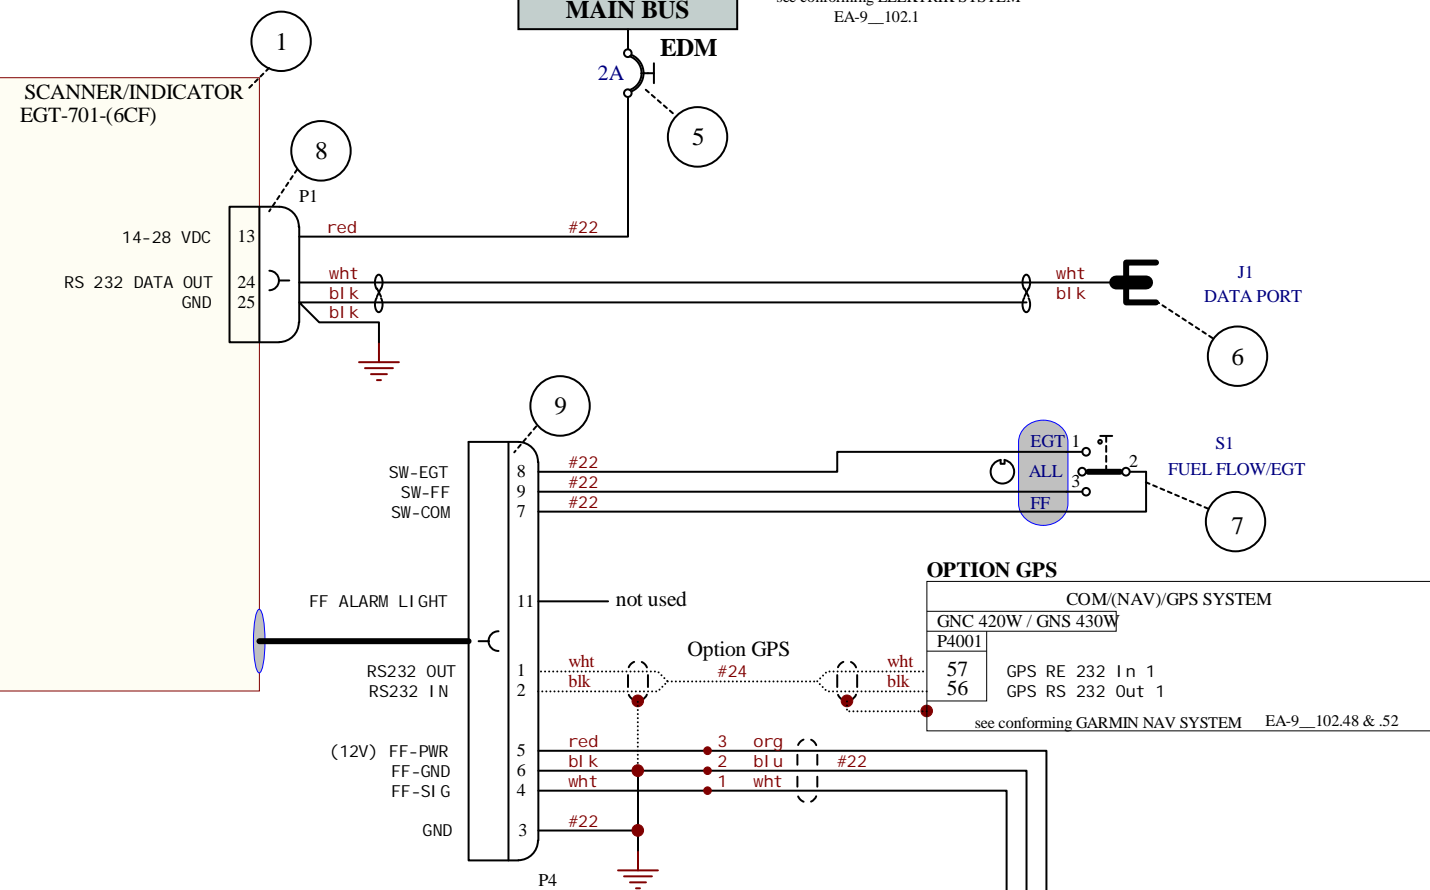 MAIN BUS
see conforming ELEKTRIK SYSTEM
EA-9__102.1
1
EDM
2A
SCANNER/INDICATOR
EGT-701-(6CF)
5
8
P1
14-28 VDC 13 red #22
RS 232 DATA OUT 24 wht wht
GND 25 blk blk
blk
J1
DATA PORT
6
9
EGT 1
S1
SW-EGT 8 #22 ALL 2 FUEL FLOW/EGT
SW-FF 9 #22 3
SW-COM 7 #22 FF
7
OPTION GPS
COM/(NAV)/GPS SYSTEM
FF ALARM LIGHT 11 not used
GNC 420W / GNS 430W
P4001
Option GPS
RS232 OUT 1 wht #24 wht 57 GPS RE 232 In 1
RS232 IN 2 blk blk 56 GPS RS 232 Out 1
see conforming GARMIN NAV SYSTEM EA-9__102.48 & .52
(12V) FF-PWR 5 red 3 org
FF-GND 6 blk 2 blu #22
FF-SIG 4 wht 1 wht
GND 3 #22
P4